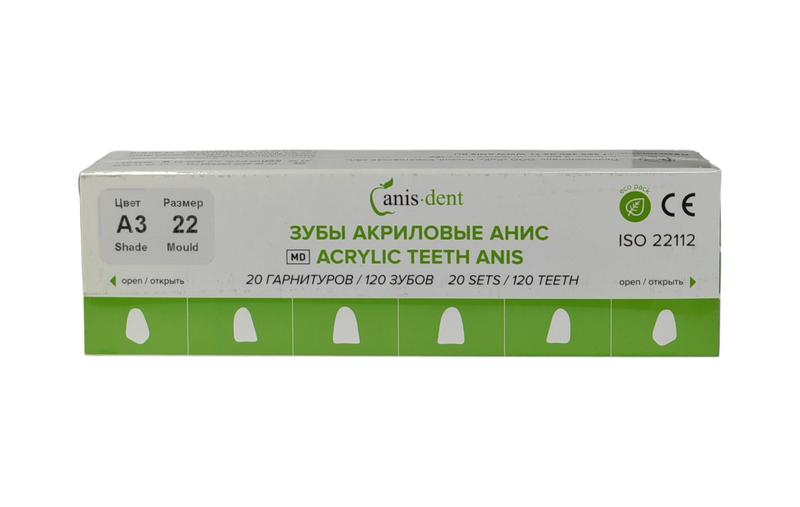 Цвет Размер
A3 22
Shade Mould
anis·dent
eco pack
CE
ЗУБЫ АКРИЛОВЫЕ АНИС
MD ACRYLIC TEETH ANIS
ISO 22112
20 ГАРНИТУРОВ / 120 ЗУБОВ 20 SETS / 120 TEETH
open / открыть
open / открыть